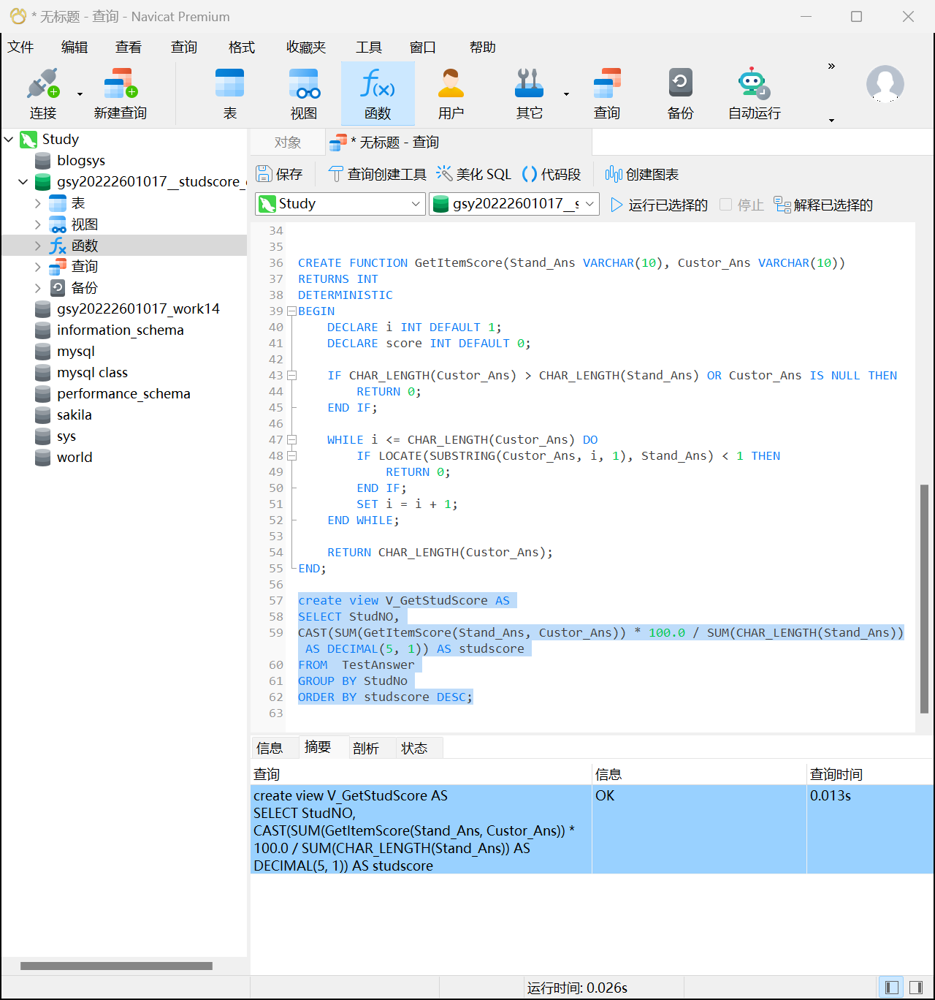 * 无标题 - 查询 - Navicat Premium
文件 编辑 查看 查询 格式 收藏夹 工具 窗口 帮助
连接 新建查询 表 视图 函数 用户 其它 查询 备份 自动运行
Study
blogsys
gsy20222601017__studscore_
表
视图
函数
查询
备份
gsy20222601017_work14
information_schema
mysql
mysql class
performance_schema
sakila
sys
world
对象 * 无标题 - 查询
保存 查询创建工具 美化 SQL 代码段 创建图表
Study gsy20222601017__s 运行已选择的 停止 解释已选择的
34
35
36 CREATE FUNCTION GetItemScore(Stand_Ans VARCHAR(10), Custor_Ans VARCHAR(10))
37 RETURNS INT
38 DETERMINISTIC
39 BEGIN
40 DECLARE i INT DEFAULT 1;
41 DECLARE score INT DEFAULT 0;
42
43 IF CHAR_LENGTH(Custor_Ans) > CHAR_LENGTH(Stand_Ans) OR Custor_Ans IS NULL THEN
44 RETURN 0;
45 END IF;
46
47 WHILE i <= CHAR_LENGTH(Custor_Ans) DO
48 IF LOCATE(SUBSTRING(Custor_Ans, i, 1), Stand_Ans) < 1 THEN
49 RETURN 0;
50 END IF;
51 SET i = i + 1;
52 END WHILE;
53
54 RETURN CHAR_LENGTH(Custor_Ans);
55 END;
56
57 create view V_GetStudScore AS
58 SELECT StudNO,
59 CAST(SUM(GetItemScore(Stand_Ans, Custor_Ans)) * 100.0 / SUM(CHAR_LENGTH(Stand_Ans))
AS DECIMAL(5, 1)) AS studscore
60 FROM TestAnswer
61 GROUP BY StudNo
62 ORDER BY studscore DESC;
63
信息 摘要 剖析 状态
查询 信息 查询时间
create view V_GetStudScore AS OK 0.013s
SELECT StudNO,
CAST(SUM(GetItemScore(Stand_Ans, Custor_Ans)) *
100.0 / SUM(CHAR_LENGTH(Stand_Ans)) AS
DECIMAL(5, 1)) AS studscore
运行时间: 0.026s